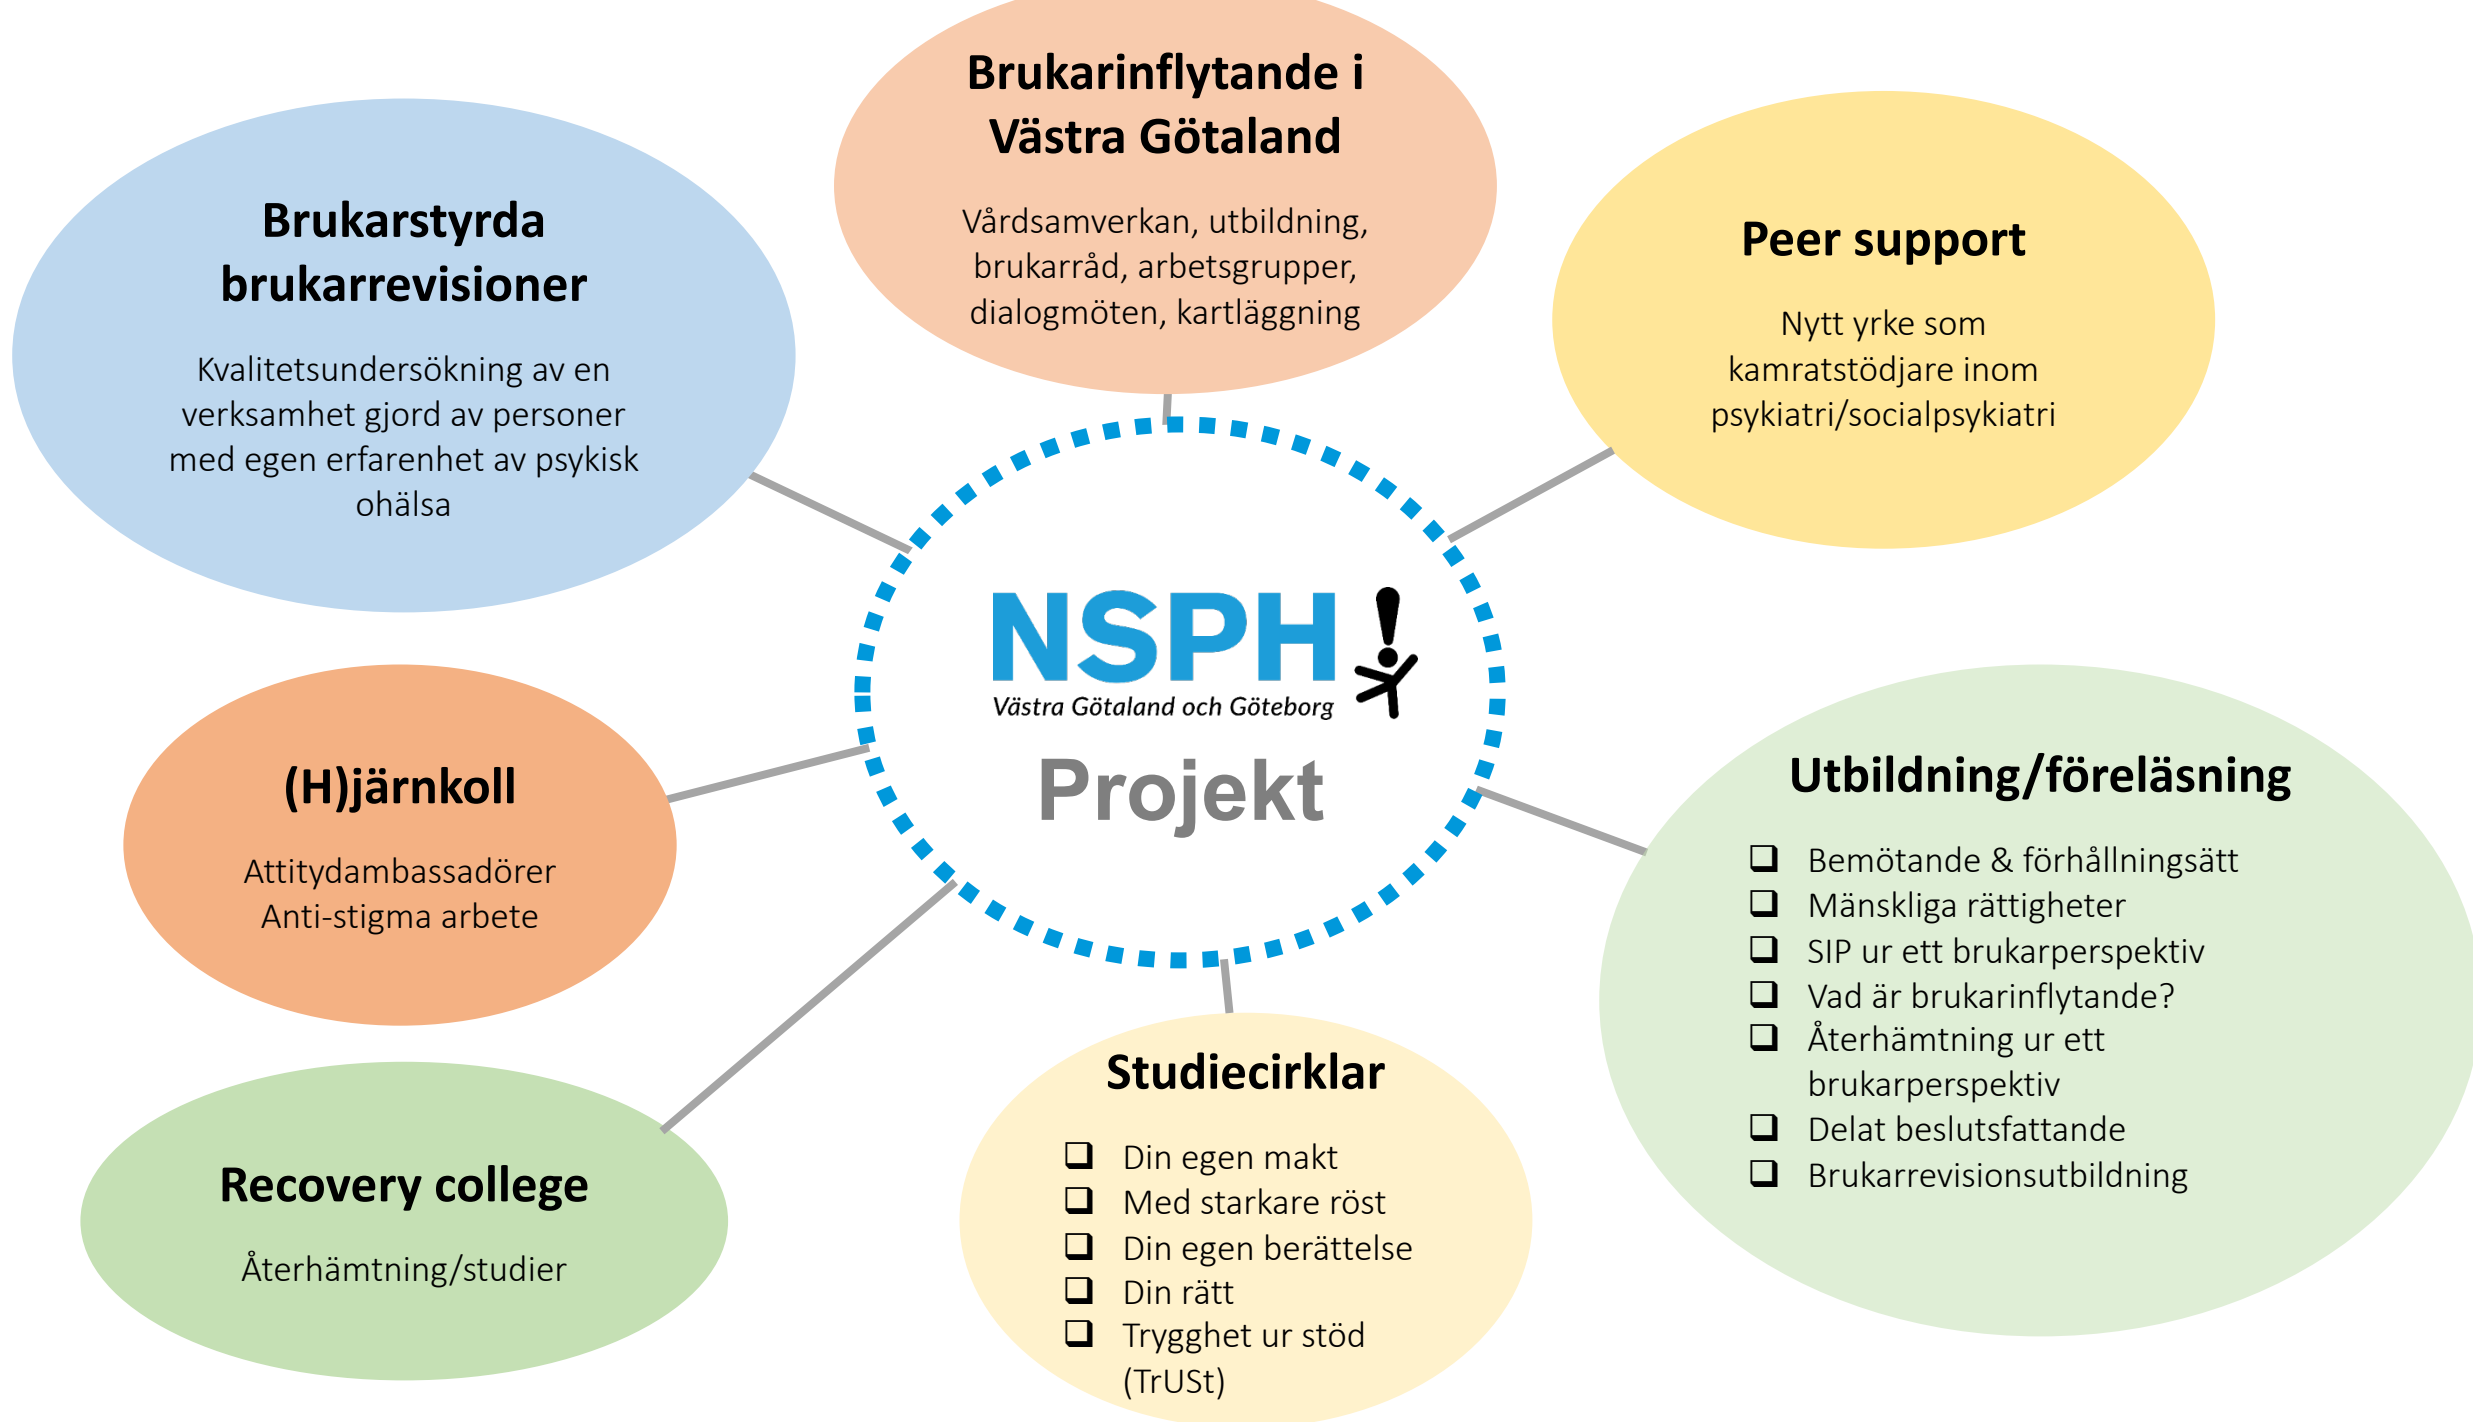 Brukarinflytande i
Västra Götaland
Vårdsamverkan, utbildning,
brukarråd, arbetsgrupper,
dialogmöten, kartläggning
Brukarstyrda
brukarrevisioner
Kvalitetsundersökning av en
verksamhet gjord av personer
med egen erfarenhet av psykisk
ohälsa
Peer support
Nytt yrke som
kamratstödjare inom
psykiatri/socialpsykiatri
NSPH
Västra Götaland och Göteborg
Projekt
(H)järnkoll
Attitydambassadörer
Anti-stigma arbete
Utbildning/föreläsning
Bemötande & förhållningsätt
Mänskliga rättigheter
SIP ur ett brukarperspektiv
Vad är brukarinflytande?
Återhämtning ur ett
brukarperspektiv
Delat beslutsfattande
Brukarrevisionsutbildning
Recovery college
Återhämtning/studier
Studiecirklar
Din egen makt
Med starkare röst
Din egen berättelse
Din rätt
Trygghet ur stöd
(TrUSt)